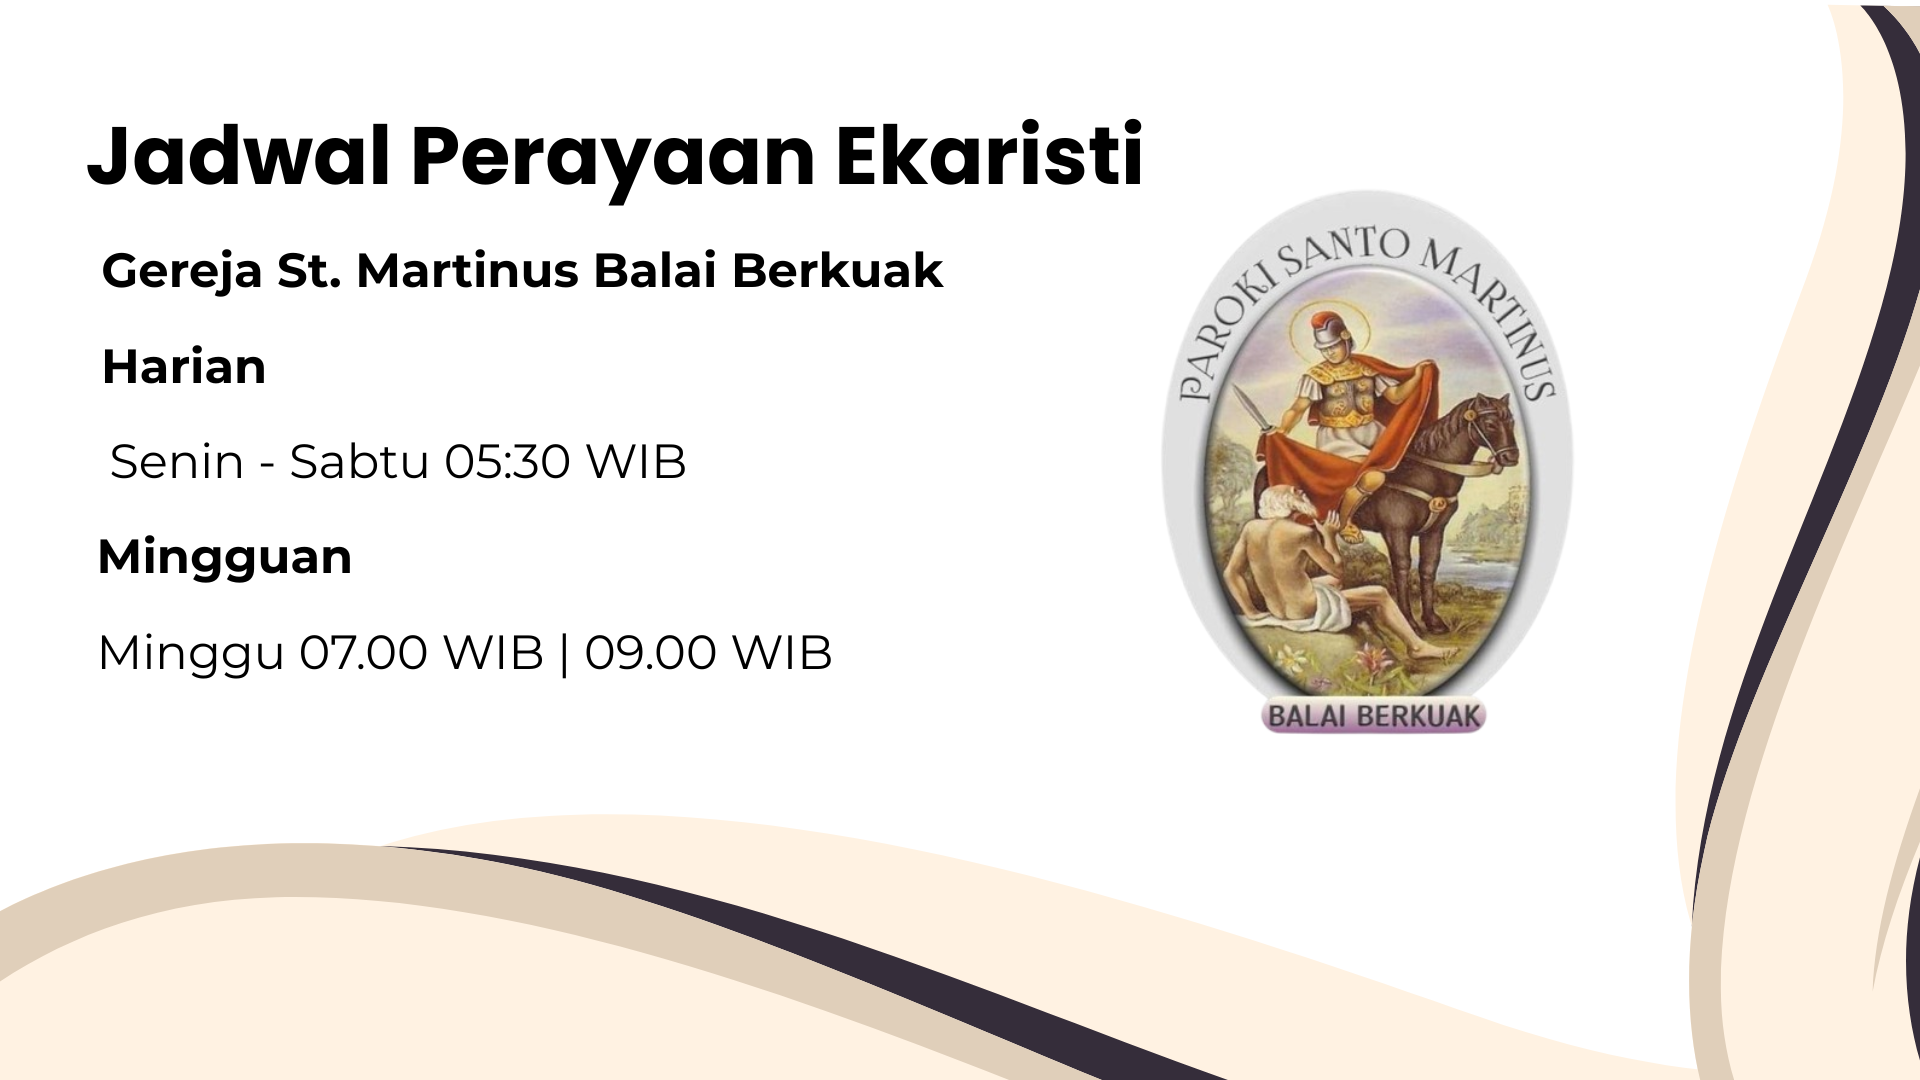 Jadwal Perayaan Ekaristi
Gereja St. Martinus Balai Berkuak
Harian
Senin - Sabtu 05:30 WIB
Mingguan
Minggu 07.00 WIB | 09.00 WIB
PAROKI SANTO MARTINUS
BALAI BERKUAK